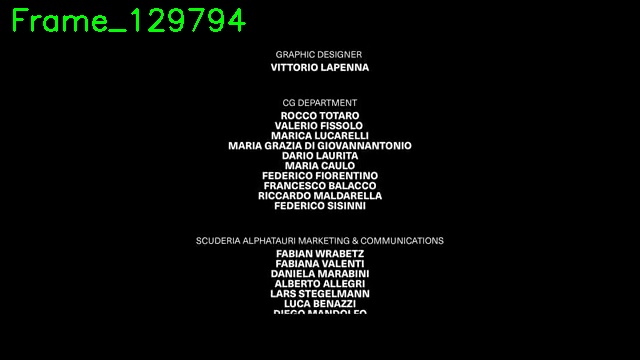 Frame_129794
GRAPHIC DESIGNER
VITTORIO LAPENNA
CG DEPARTMENT
ROCCO TOTARO
VALERIO FISSOLO
MARICA LUCARELLI
MARIA GRAZIA DI GIOVANNANTONIO
DARIO LAURITA
MARIA CAULO
FEDERICO FIORENTINO
FRANCESCO BALACCO
RICCARDO MALDARELLA
FEDERICO SISINNI
SCUDERIA ALPHATAURI MARKETING & COMMUNICATIONS
FABIAN WRABETZ
FABIANA VALENTI
DANIELA MARABINI
ALBERTO ALLEGRI
LARS STEGELMANN
LUCA BENAZZI
DIEGO MANDOLFO